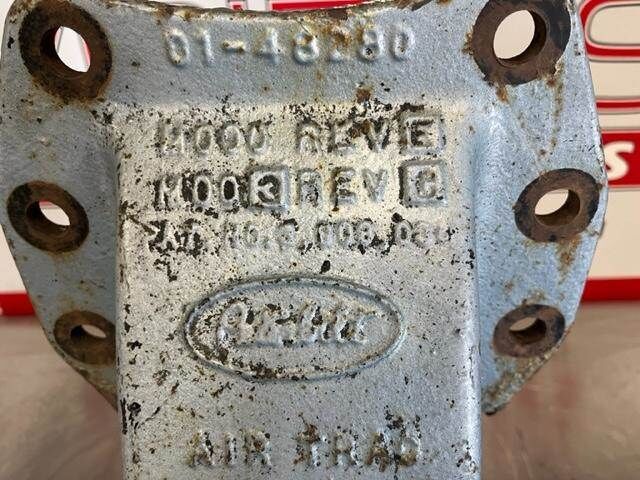 01-48280
M000 REV E
M003 REV C
Peterbilt
AIR TRAC